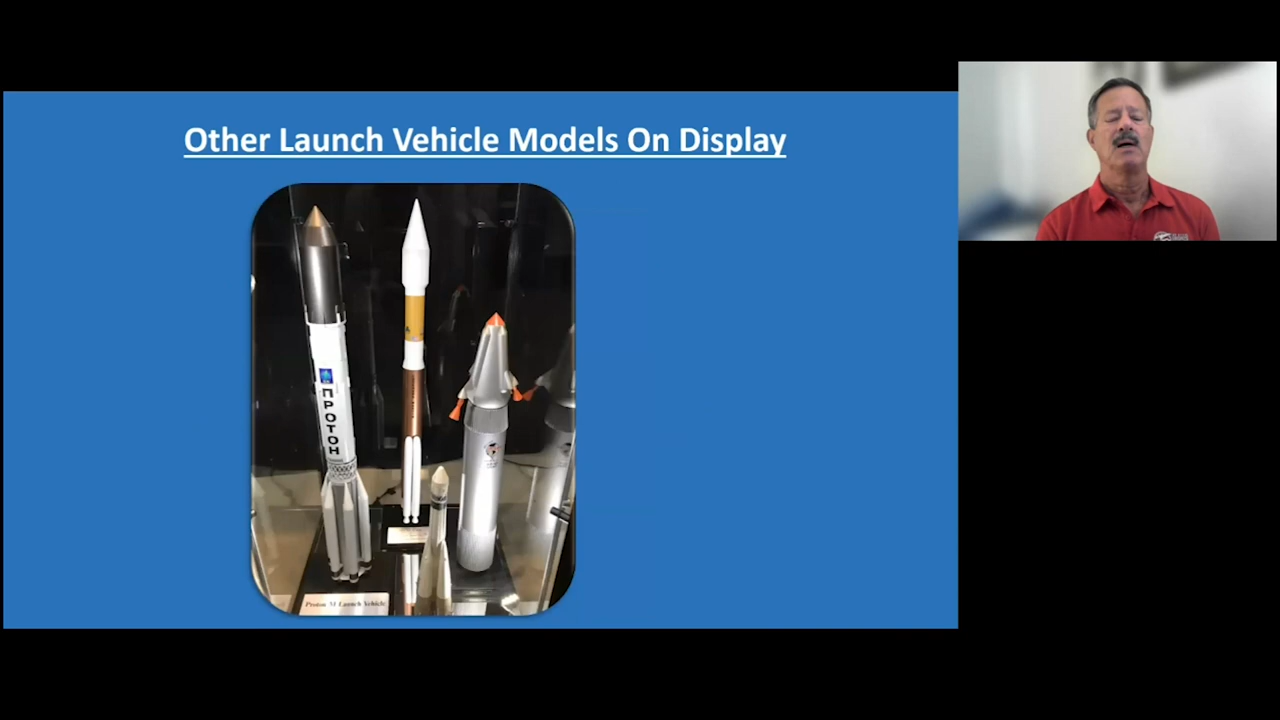 Other Launch Vehicle Models On Display
ПРОТОН
Proton M Launch Vehicle